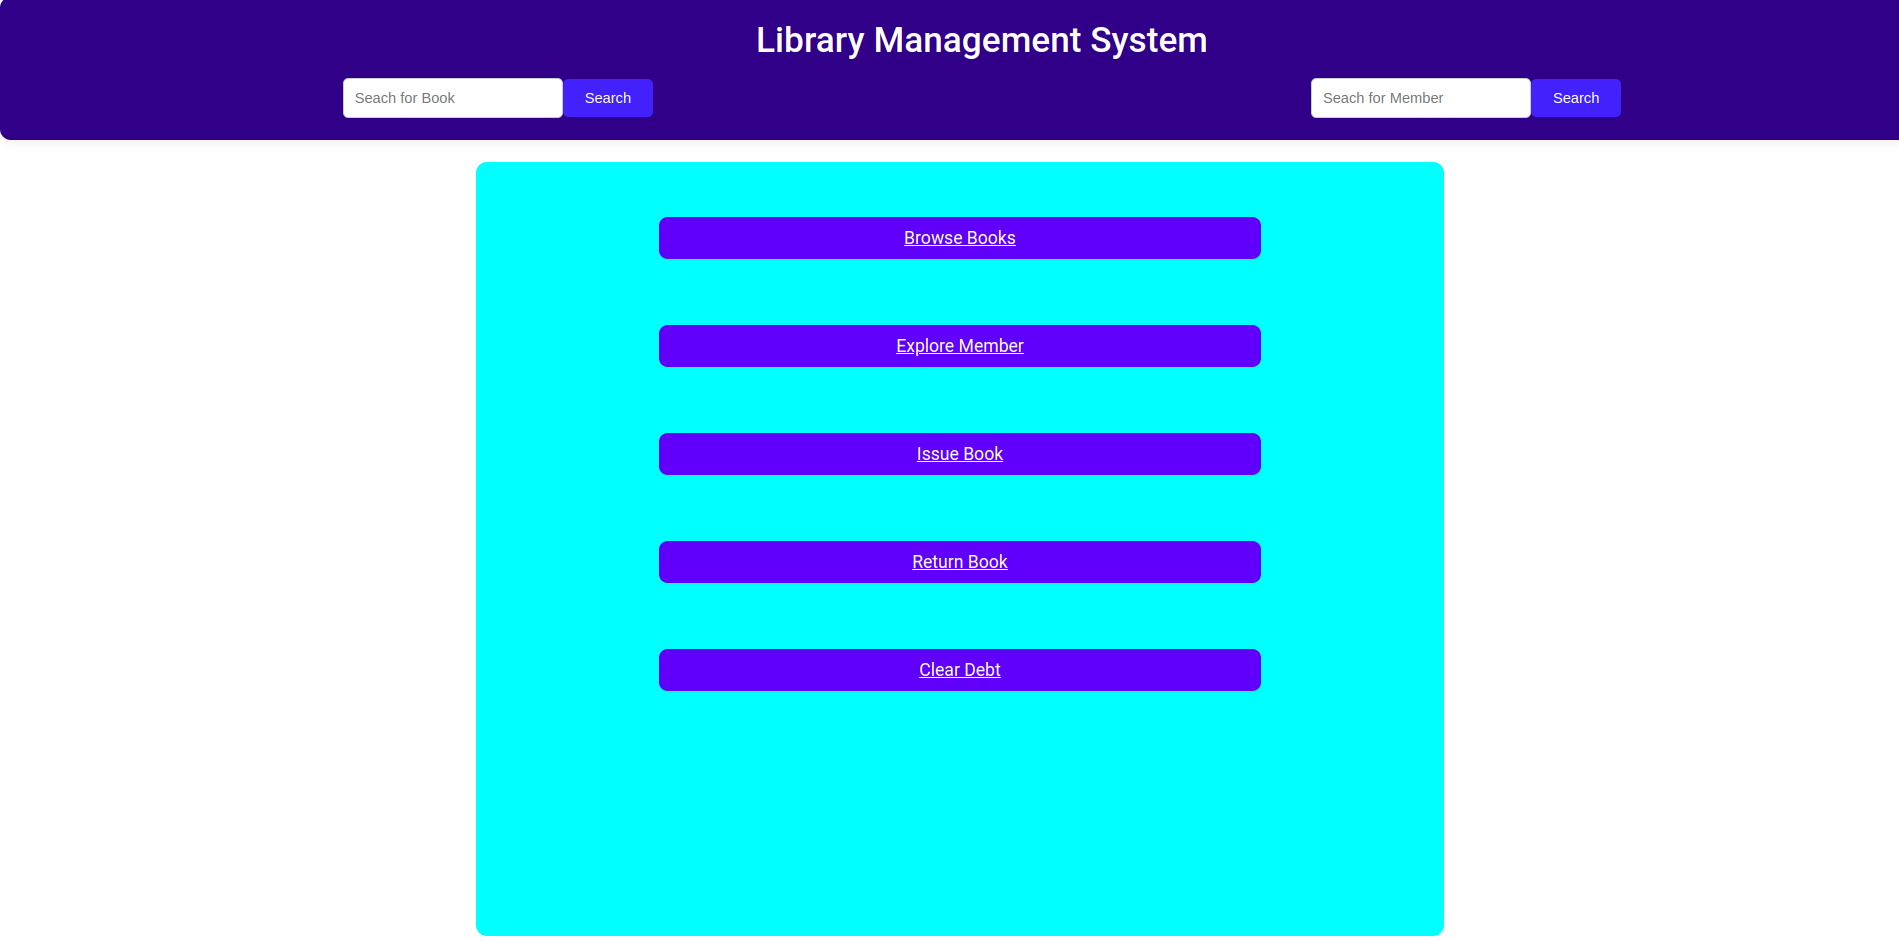 Library Management System
Seach for Book Search Seach for Member Search
Browse Books
Explore Member
Issue Book
Return Book
Clear Debt